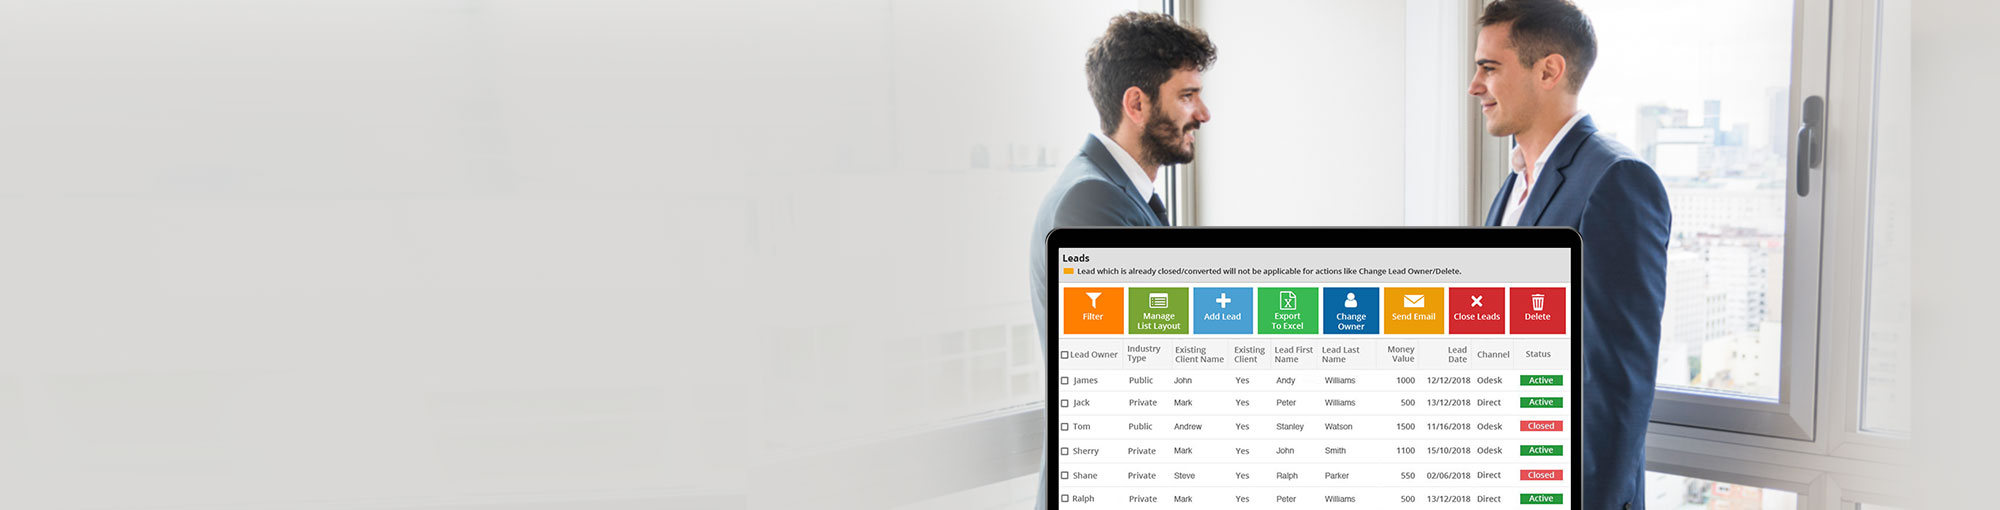 Leads
Lead which is already closed/converted will not be applicable for actions like Change Lead Owner/Delete.
Filter
Manage
List Layout
Add Lead
Export
To Excel
Change
Owner
Send Email
Close Leads
Delete
Lead Owner
Industry
Type
Existing
Client Name
Existing
Client
Lead First
Name
Lead Last
Name
Money
Value
Lead
Date
Channel
Status
James Public John Yes Andy Williams 1000 12/12/2018 Odesk Active
Jack Private Mark Yes Peter Williams 500 13/12/2018 Direct Active
Tom Public Andrew Yes Stanley Watson 1500 11/16/2018 Odesk Closed
Sherry Private Mark Yes John Smith 1100 15/10/2018 Odesk Active
Shane Private Steve Yes Ralph Parker 550 02/06/2018 Direct Closed
Ralph Private Mark Yes Peter Williams 500 13/12/2018 Direct Active